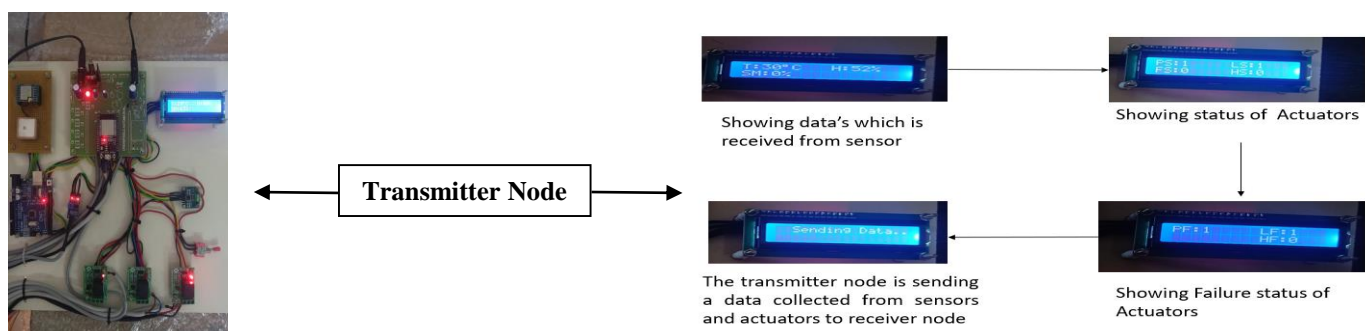 Transmitter Node
T:30°C H:52%
SM:0%
Showing data's which is
received from sensor
PS:1 LS:1
FS:0 HS:0
Showing status of Actuators
PF:1 LF:1
HF:0
Showing Failure status of
Actuators
Sending Data..
The transmitter node is sending
a data collected from sensors
and actuators to receiver node